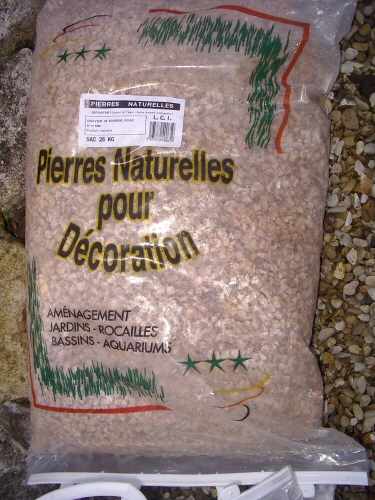 PIERRES NATURELLES
L. C. I.
SAC 25 KG
Pierres Naturelles
pour
Décoration
AMÉNAGEMENT
JARDINS - ROCAILLES
BASSINS - AQUARIUMS